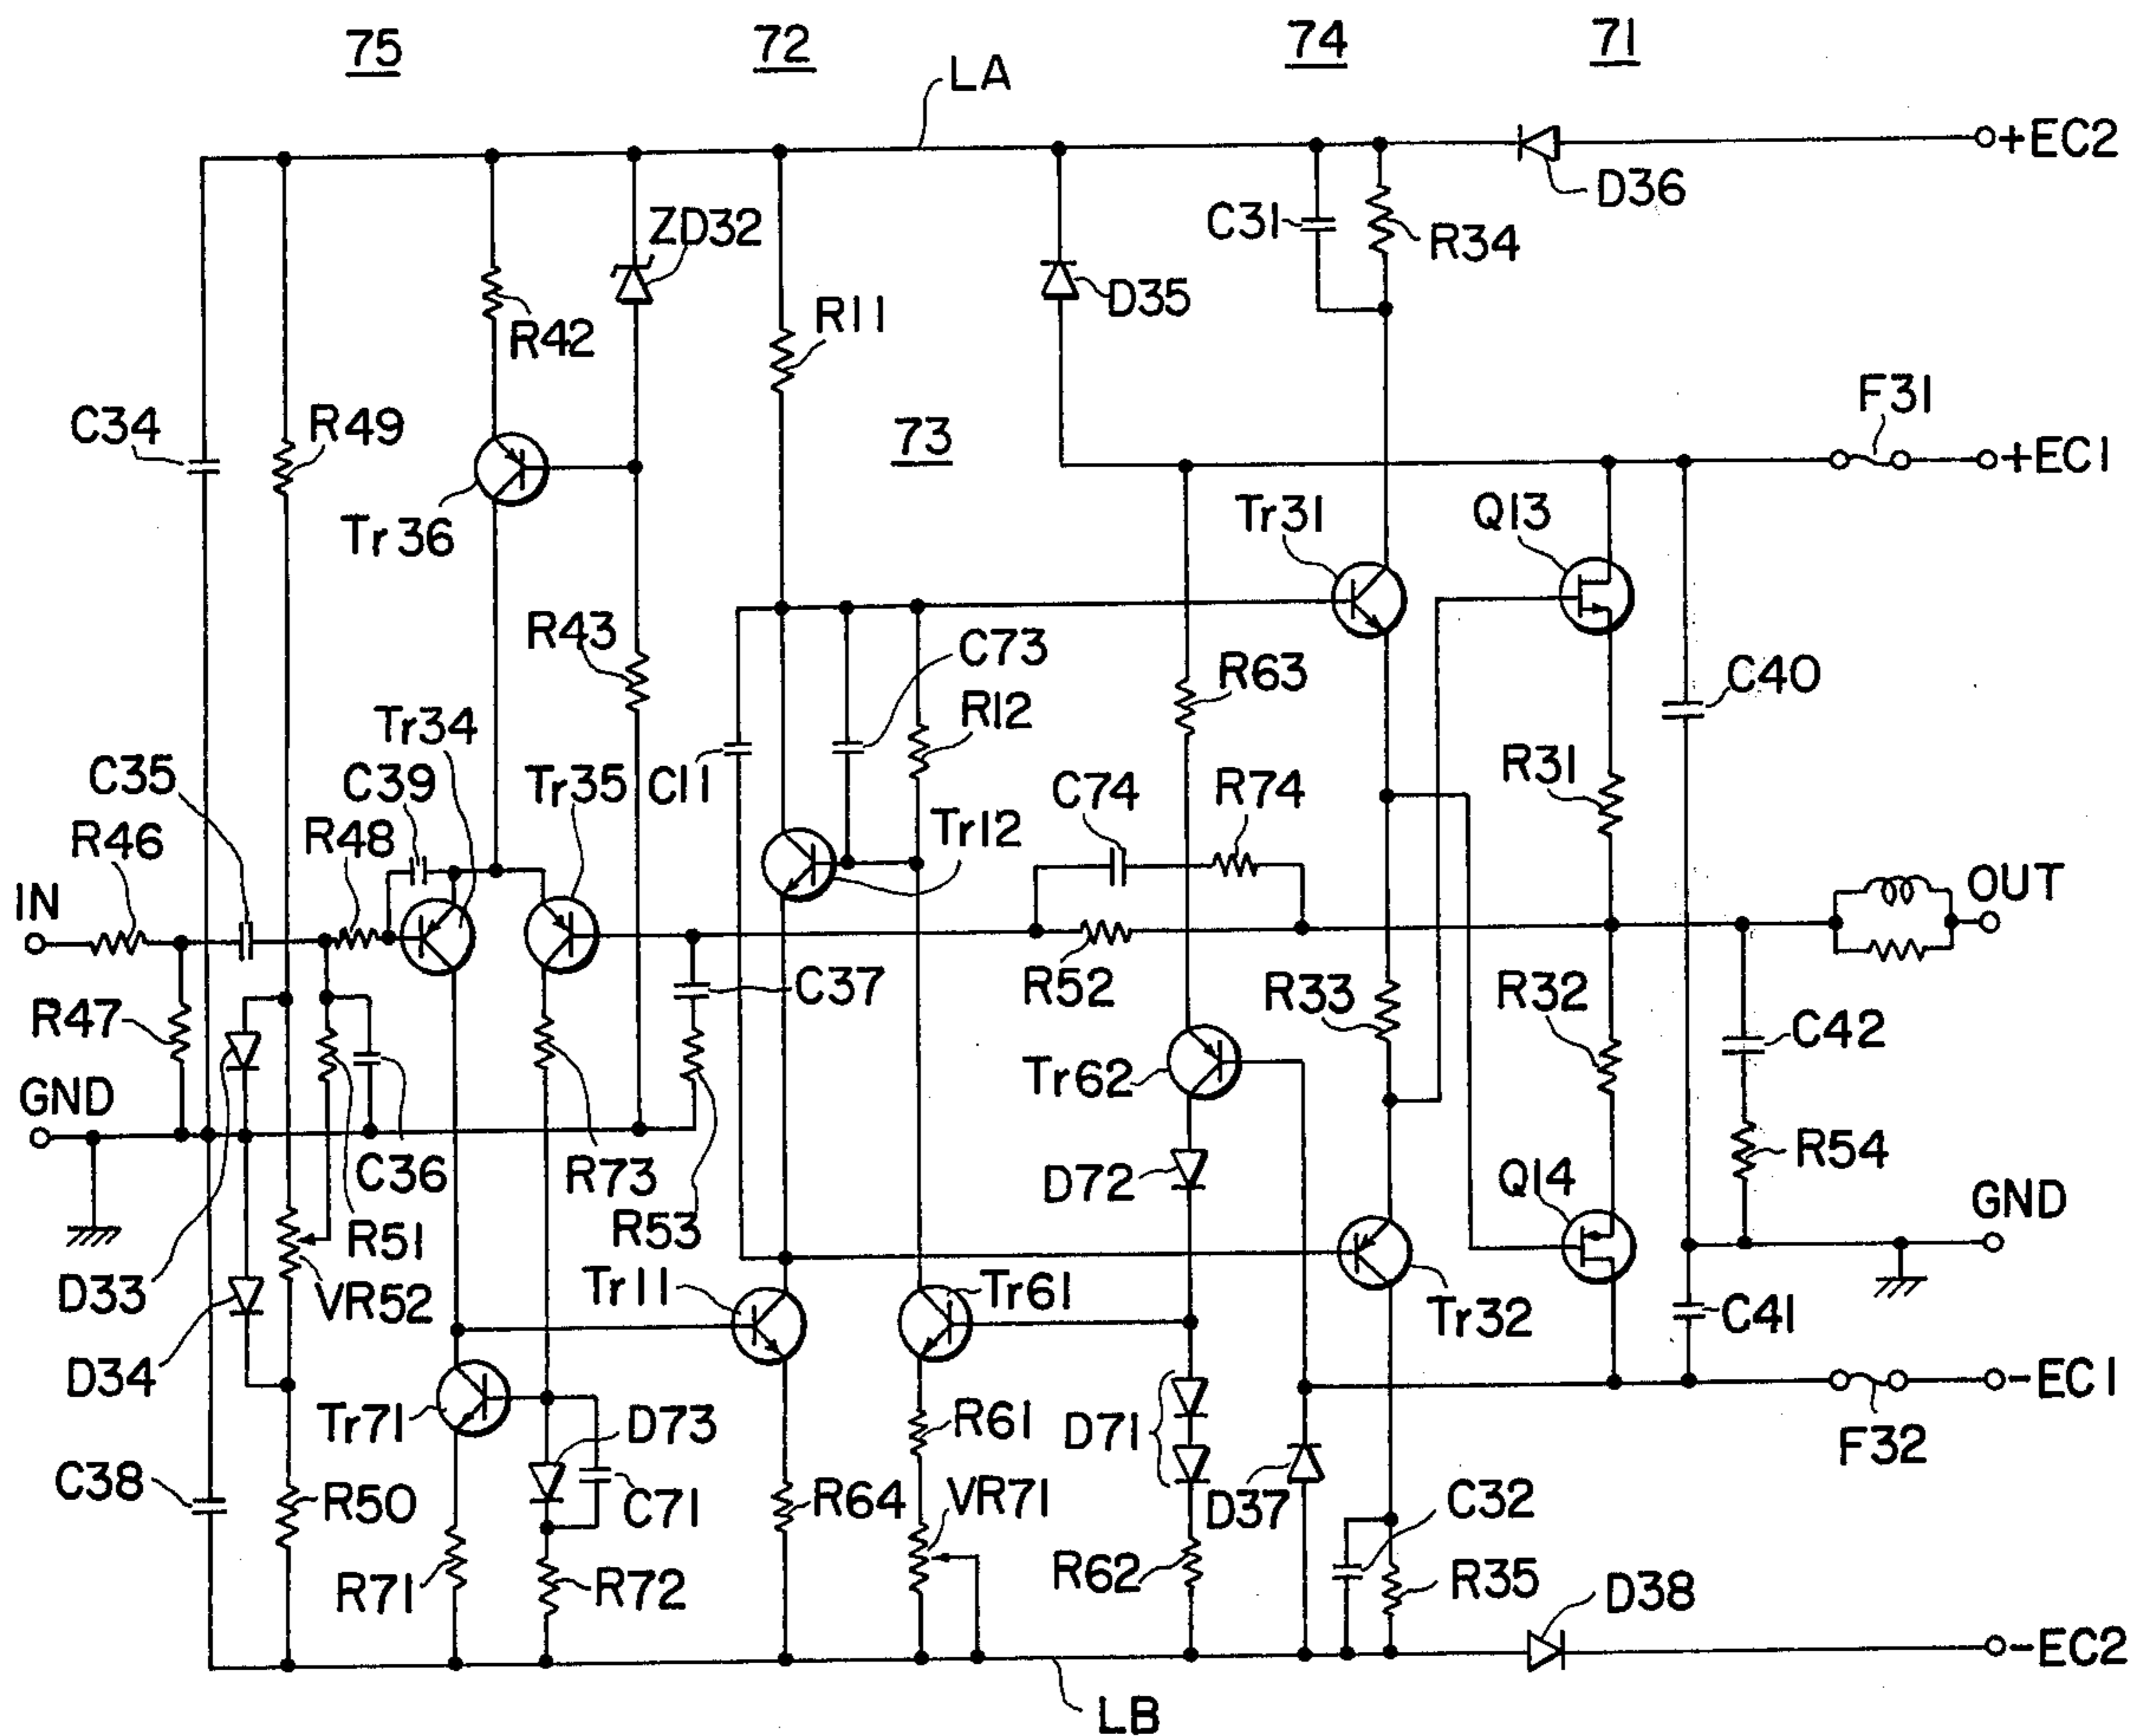 75
72
74
71
LA
+EC2
D36
ZD32
C31
R34
R42
R11
D35
F31
C34
R49
73
+EC1
Tr36
Tr31
Q13
R43
C73
R63
C40
Tr34
R12
R31
C35
C39
Tr35
C11
C74
R74
R46
R48
Tr12
IN
OUT
R47
C37
R52
R33
R32
C42
GND
Tr62
C36
R73
D72
Q14
R54
GND
R51
R53
D33
VR52
Tr11
Tr61
Tr32
C41
D34
-EC1
Tr71
D73
R61
D71
F32
C38
R50
C71
R64
VR71
D37
C32
R71
R72
R62
R35
D38
-EC2
LB